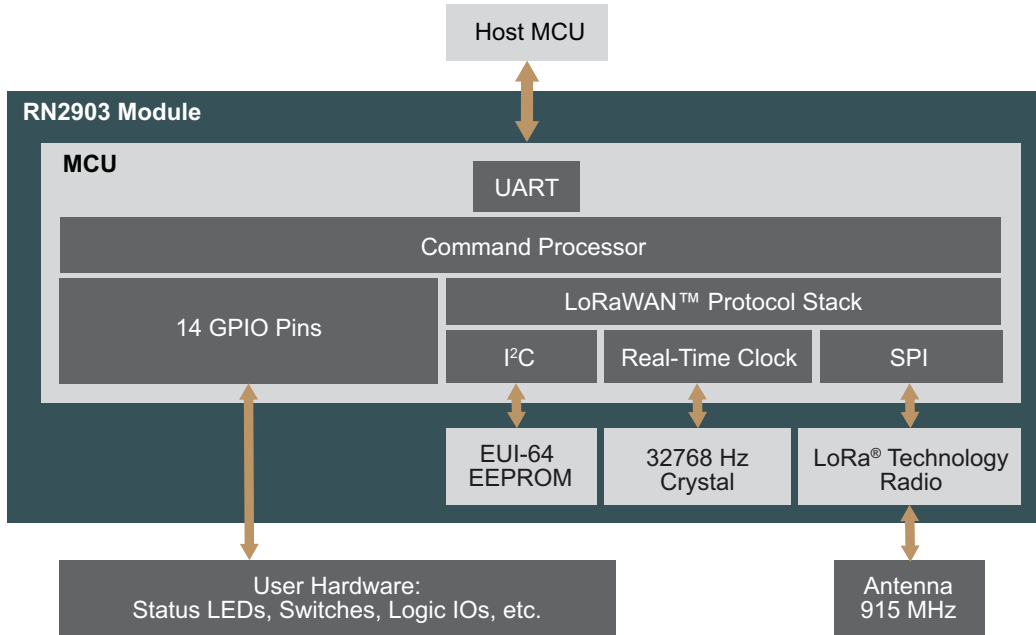 Host MCU
RN2903 Module
MCU
UART
Command Processor
14 GPIO Pins
LoRaWAN™ Protocol Stack
I²C
Real-Time Clock
SPI
EUI-64
EEPROM
32768 Hz
Crystal
LoRa® Technology
Radio
User Hardware:
Status LEDs, Switches, Logic IOs, etc.
Antenna
915 MHz